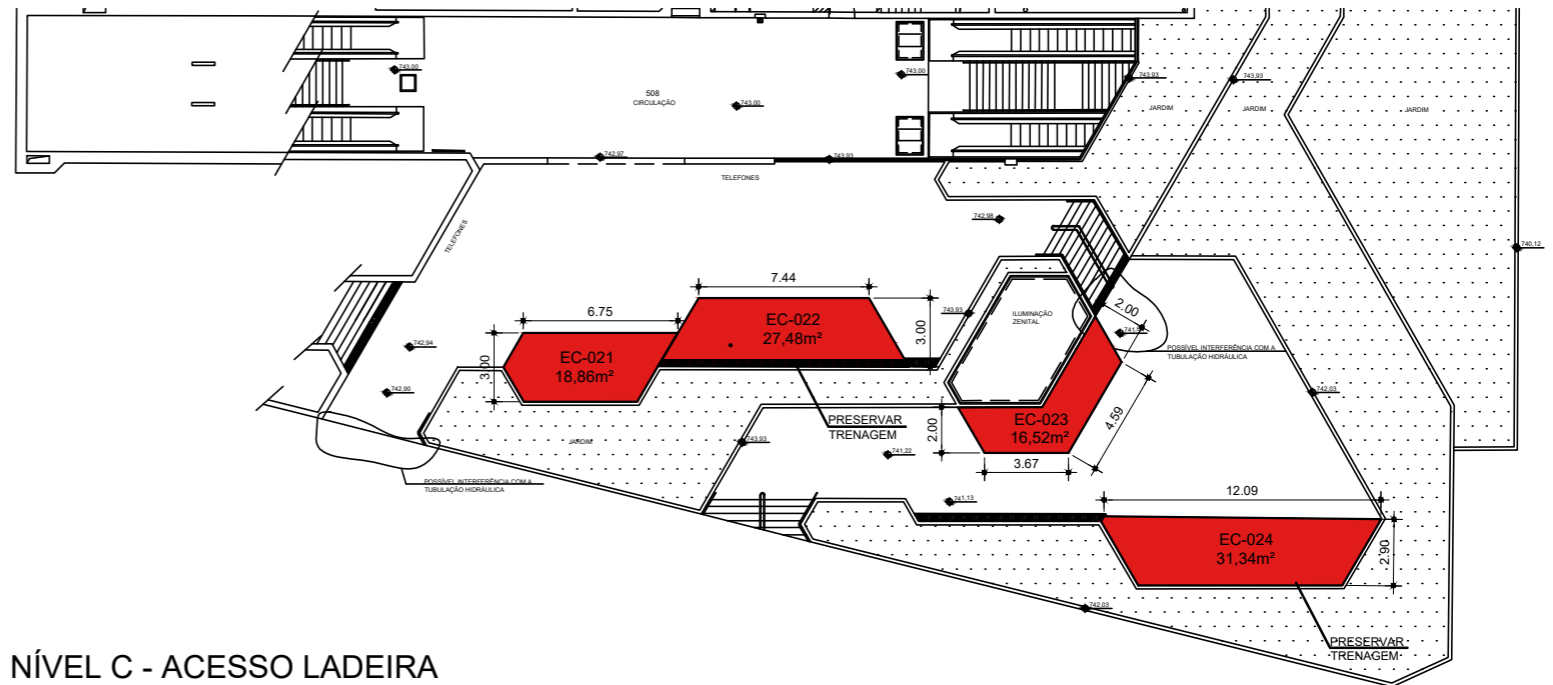 743,00
743,00
508
CIRCULAÇÃO
743,00
743,93
743,93
JARDIM
JARDIM
JARDIM
742,97
743,93
TELEFONES
TELEFONES
742,98
740,12
7.44
6.75
EC-022
27,48m²
3.00
743,93
ILUMINAÇÃO
ZENITAL
2.00
EC-021
18,86m²
3.00
742,94
742,90
POSSÍVEL INTERFERÊNCIA COM A
TUBULAÇÃO HIDRÁULICA
742,03
PRESERVAR
TRENAGEM
EC-023
16,52m²
2.00
4.59
3.67
JARDIM
743,93
741,22
POSSÍVEL INTERFERÊNCIA COM A
TUBULAÇÃO HIDRÁULICA
741,13
12.09
EC-024
31,34m²
2.90
742,03
PRESERVAR
TRENAGEM
NÍVEL C - ACESSO LADEIRA